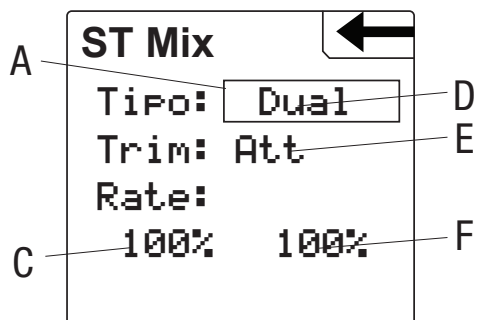 ST Mix
A
Tipo: Dual D
Trim: Att E
Rate:
C 100% 100% F